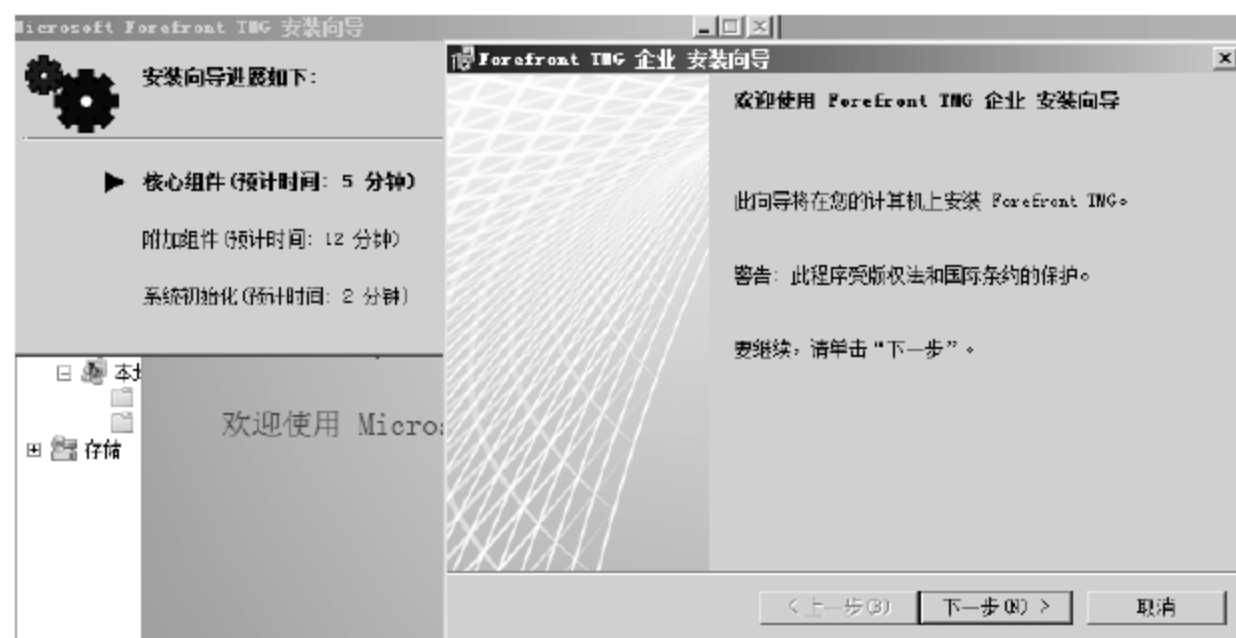 Microsoft Forefront TMG 安装向导
安装向导进展如下:
核心组件(预计时间: 5 分钟)
附加组件(预计时间: 12 分钟)
系统初始化(预计时间: 2 分钟)
本地
存储
欢迎使用 Micros
Forefront TMG 企业 安装向导
欢迎使用 Forefront TMG 企业 安装向导
此向导将在您的计算机上安装 Forefront TMG。
警告: 此程序受版权法和国际条约的保护。
要继续，请单击“下一步”。
<上一步(B)
下一步(N) >
取消